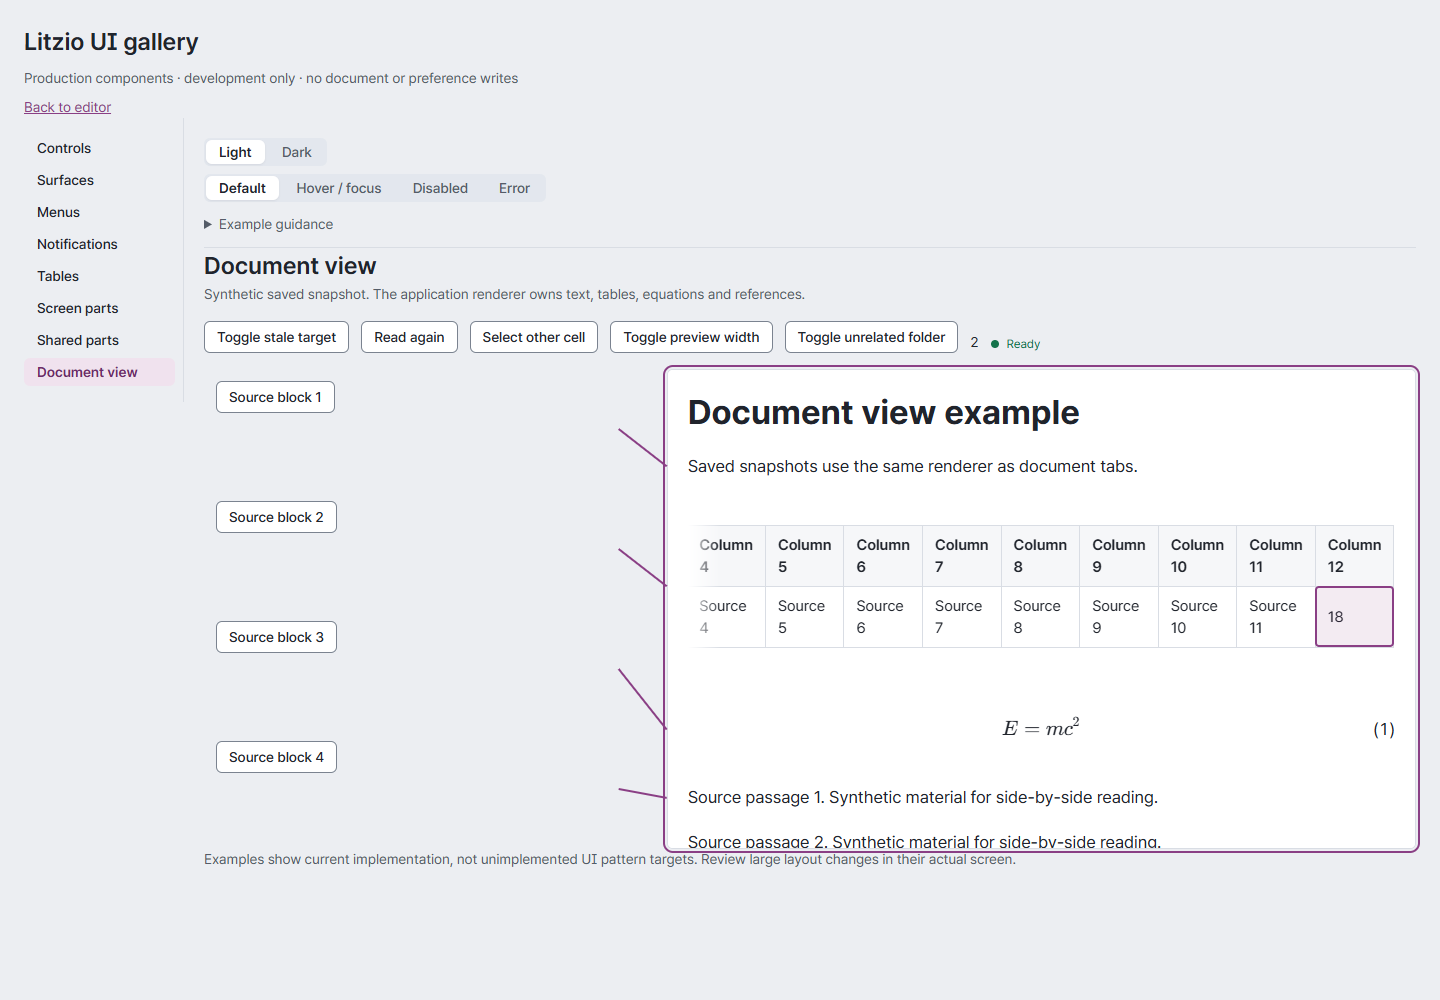 Litzio UI gallery
Production components · development only · no document or preference writes
Back to editor
Controls
Surfaces
Menus
Notifications
Tables
Screen parts
Shared parts
Document view
Light Dark
Default Hover / focus Disabled Error
Example guidance
Document view
Synthetic saved snapshot. The application renderer owns text, tables, equations and references.
Toggle stale target Read again Select other cell Toggle preview width Toggle unrelated folder 2 Ready
Source block 1
Source block 2
Source block 3
Source block 4
Document view example
Saved snapshots use the same renderer as document tabs.
Column 4 Column 5 Column 6 Column 7 Column 8 Column 9 Column 10 Column 11 Column 12
Source 4 Source 5 Source 6 Source 7 Source 8 Source 9 Source 10 Source 11 18
E = mc² (1)
Source passage 1. Synthetic material for side-by-side reading.
Source passage 2. Synthetic material for side-by-side reading.
Examples show current implementation, not unimplemented UI pattern targets. Review large layout changes in their actual screen.